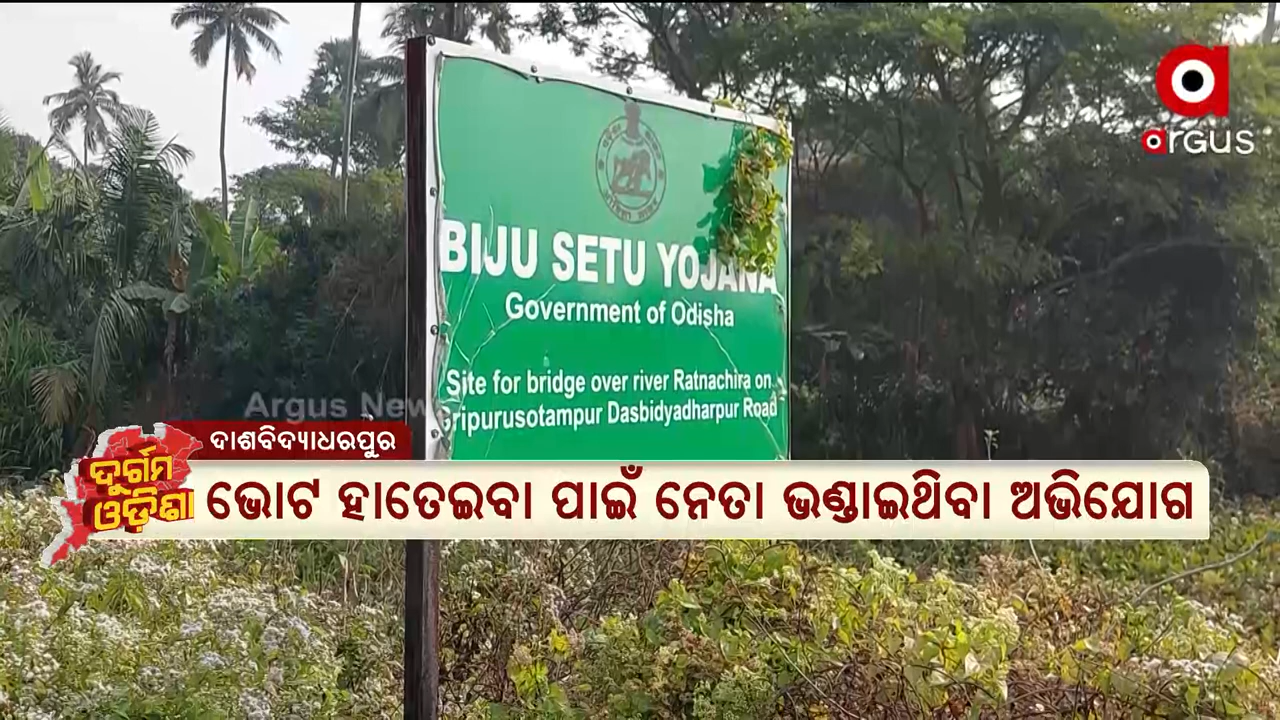 argus
BIJU SETU YOJANA
Government of Odisha
Site for bridge over river Ratnachira on
Sripurusotampur Dasbidyadharpur Road
Argus New
ଦାଶବିଦ୍ୟାଧରପୁର
ଦୁର୍ଗମ
ଓଡ଼ିଶା
ଭୋଟ ହାତେଇବା ପାଇଁ ନେତା ଭଣ୍ଡାଇଥିବା ଅଭିଯୋଗ